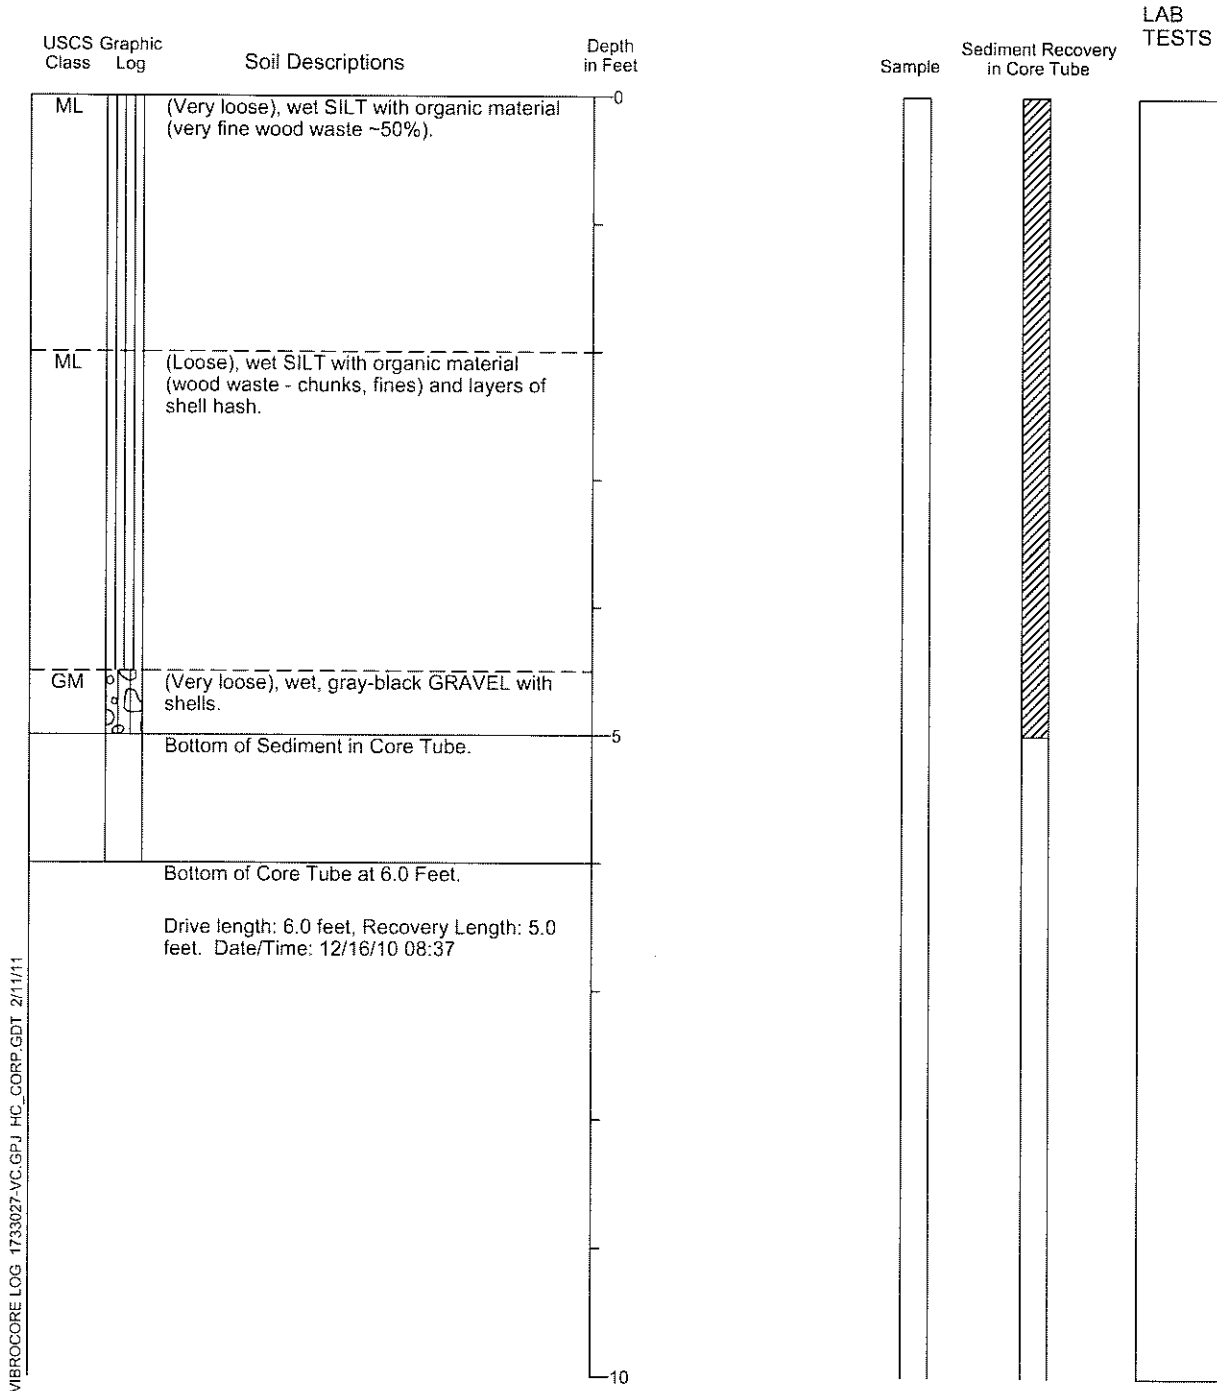 LAB
TESTS
USCS Graphic
Class Log
Soil Descriptions
Depth
in Feet
Sample
Sediment Recovery
in Core Tube
ML
(Very loose), wet SILT with organic material
(very fine wood waste ~50%).
0
ML
(Loose), wet SILT with organic material
(wood waste - chunks, fines) and layers of
shell hash.
GM
(Very loose), wet, gray-black GRAVEL with
shells.
5
Bottom of Sediment in Core Tube.
Bottom of Core Tube at 6.0 Feet.
Drive length: 6.0 feet, Recovery Length: 5.0
feet. Date/Time: 12/16/10 08:37
10
VIBROCORE LOG 1733027-VC.GPJ HC_CORP.GDT 2/11/11